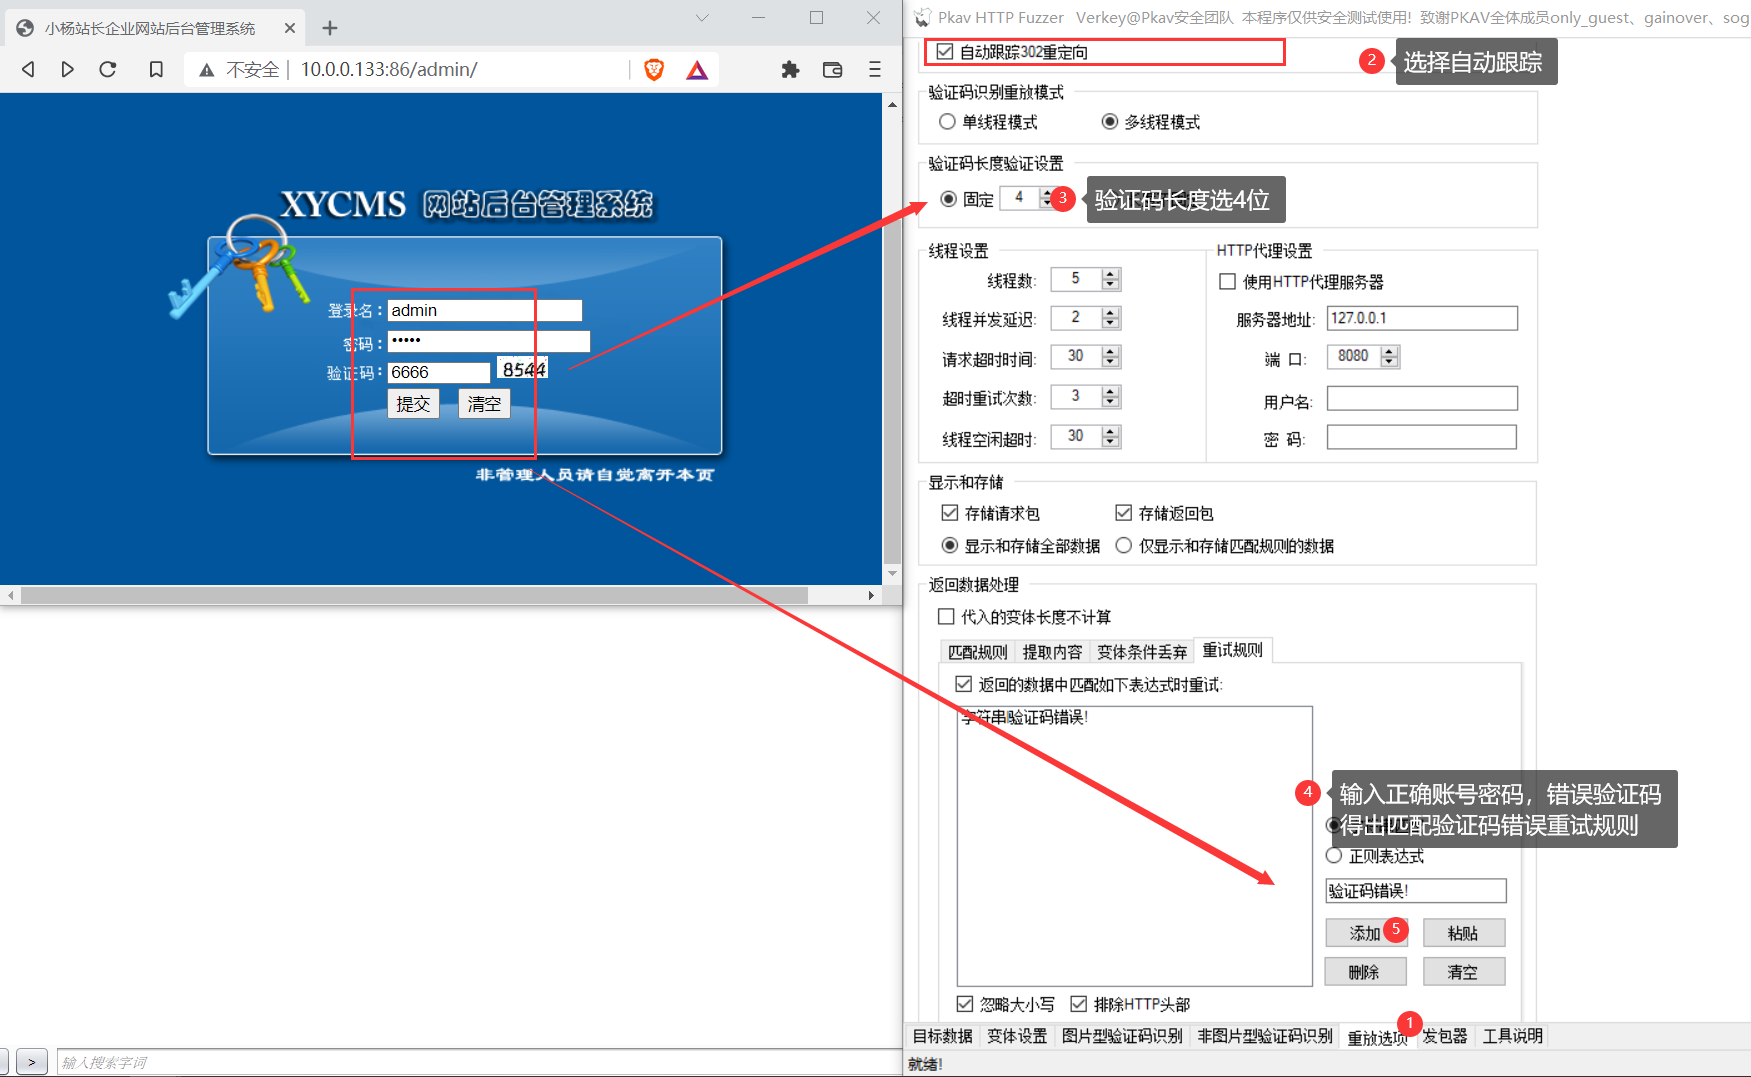 小杨站长企业网站后台管理系统
不安全 10.0.0.133:86/admin/
XYCMS 网站后台管理系统
登录名： admin
密码： •••••
验证码： 6666 8544
提交 清空
非管理人员请自觉离开本页
> 输入搜索字词
Pkav HTTP Fuzzer Verkey@Pkav安全团队 本程序仅供安全测试使用! 致谢PKAV全体成员only_guest、gainover、sog
自动跟踪302重定向
2 选择自动跟踪
验证码识别重放模式
单线程模式 多线程模式
验证码长度验证设置
固定 4 3 验证码长度选4位
线程设置
线程数: 5
线程并发延迟: 2
请求超时时间: 30
超时重试次数: 3
线程空闲超时: 30
HTTP代理设置
使用HTTP代理服务器
服务器地址: 127.0.0.1
端 口: 8080
用户名:
密 码:
显示和存储
存储请求包 存储返回包
显示和存储全部数据 仅显示和存储匹配规则的数据
返回数据处理
代入的变体长度不计算
匹配规则 提取内容 变体条件丢弃 重试规则
返回的数据中匹配如下表达式时重试:
字符串|验证码错误!
4 输入正确账号密码，错误验证码
得出匹配验证码错误重试规则
正则表达式
验证码错误!
添加 5 粘贴
删除 清空
忽略大小写 排除HTTP头部
1
目标数据 变体设置 图片型验证码识别 非图片型验证码识别 重放选项 发包器 工具说明
就绪!